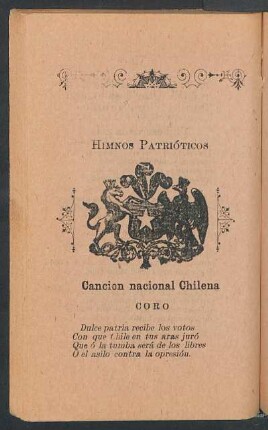 HIMNOS PATRIÓTICOS
Cancion nacional Chilena
CORO
Dulce patria recibe los votos
Con que Chile en tus aras juró
Que ó la tumba será de los libres
O el asilo contra la opresión.